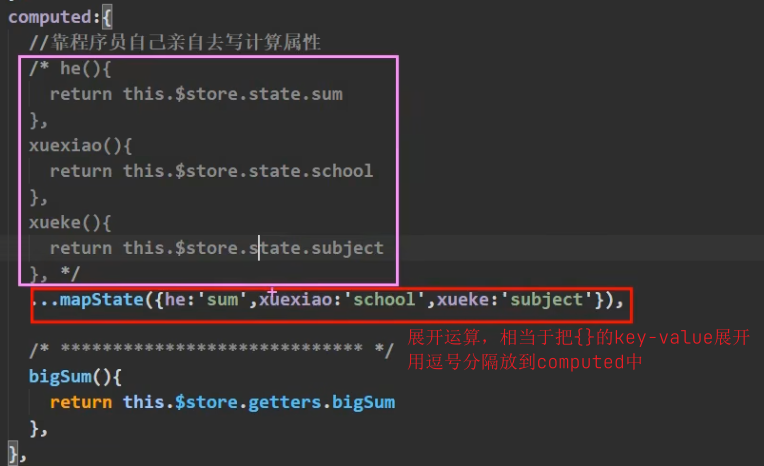 computed:{
//靠程序员自己亲自去写计算属性
/* he(){
return this.$store.state.sum
},
xuexiao(){
return this.$store.state.school
},
xueke(){
return this.$store.state.subject
}, */
...mapState({he:'sum',xuexiao:'school',xueke:'subject'}),
展开运算，相当于把{}的key-value展开
用逗号分隔放到computed中
/* **************************** */
bigSum(){
return this.$store.getters.bigSum
},
},